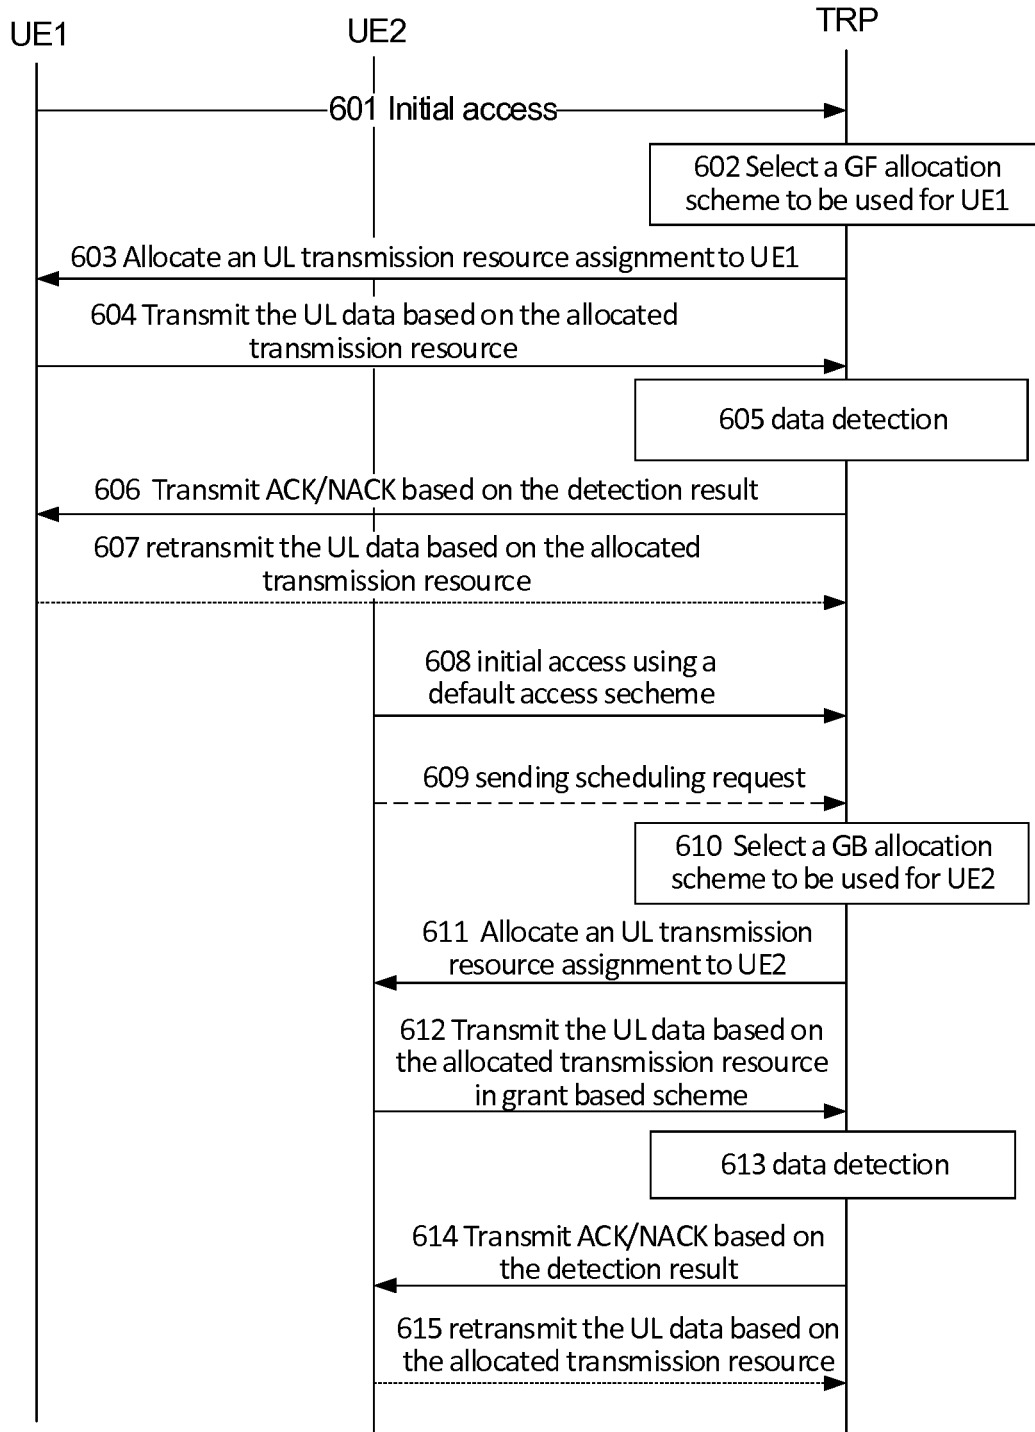 UE1
UE2
TRP
601 Initial access
602 Select a GF allocation
scheme to be used for UE1
603 Allocate an UL transmission resource assignment to UE1
604 Transmit the UL data based on the allocated
transmission resource
605 data detection
606 Transmit ACK/NACK based on the detection result
607 retransmit the UL data based on the allocated
transmission resource
608 initial access using a
default access secheme
609 sending scheduling request
610 Select a GB allocation
scheme to be used for UE2
611 Allocate an UL transmission
resource assignment to UE2
612 Transmit the UL data based on
the allocated transmission resource
in grant based scheme
613 data detection
614 Transmit ACK/NACK based on
the detection result
615 retransmit the UL data based on
the allocated transmission resource